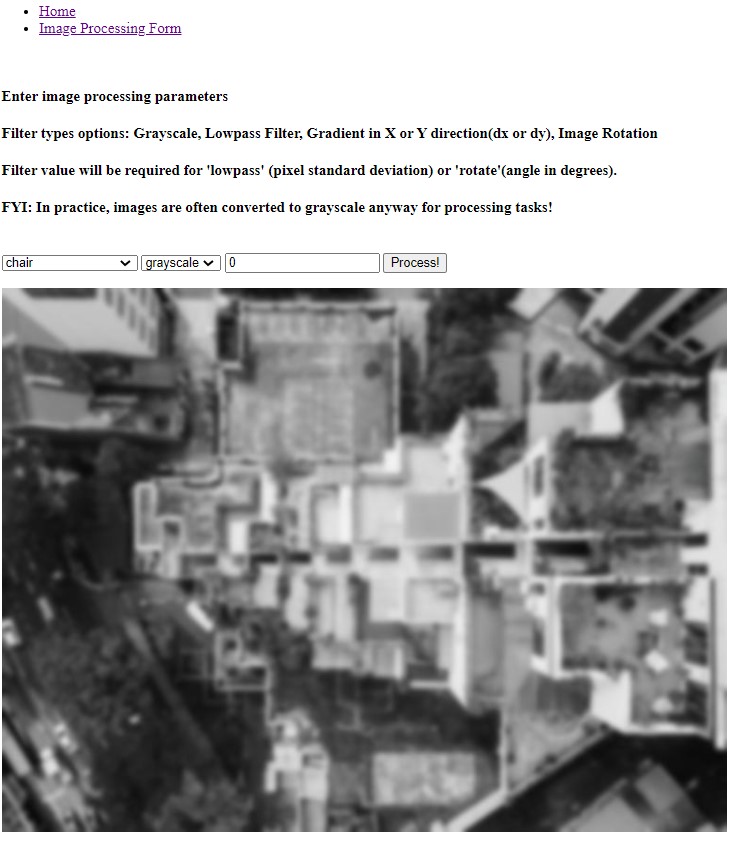 Home
Image Processing Form
Enter image processing parameters
Filter types options: Grayscale, Lowpass Filter, Gradient in X or Y direction(dx or dy), Image Rotation
Filter value will be required for 'lowpass' (pixel standard deviation) or 'rotate'(angle in degrees).
FYI: In practice, images are often converted to grayscale anyway for processing tasks!
chair grayscale 0 Process!